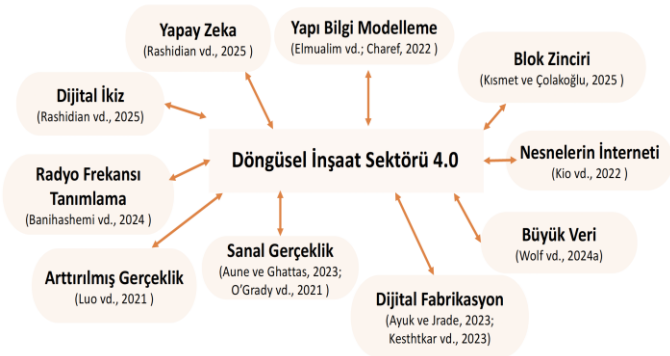 Yapay Zeka
(Rashidian vd., 2025 )
Yapı Bilgi Modelleme
(Elmualim vd.; Charef, 2022 )
Blok Zinciri
(Kısmet ve Çolakoğlu, 2025 )
Dijital İkiz
(Rashidian vd., 2025)
Döngüsel İnşaat Sektörü 4.0
Nesnelerin İnterneti
(Kio vd., 2022 )
Radyo Frekansı
Tanımlama
(Banihashemi vd., 2024 )
Büyük Veri
(Wolf vd., 2024a)
Arttırılmış Gerçeklik
(Luo vd., 2021 )
Sanal Gerçeklik
(Aune ve Ghattas, 2023;
O’Grady vd., 2021 )
Dijital Fabrikasyon
(Ayuk ve Jrade, 2023;
Kesthtkar vd., 2023)